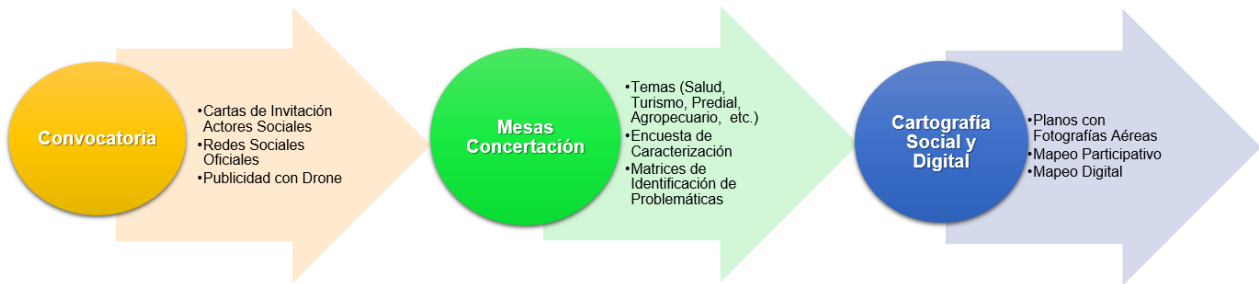 Convocatoria
•Cartas de Invitación
Actores Sociales
•Redes Sociales
Oficiales
•Publicidad con Drone
Mesas
Concertación
•Temas (Salud,
Turismo, Predial,
Agropecuario, etc.)
•Encuesta de
Caracterización
•Matrices de
Identificación de
Problemáticas
Cartografía
Social y
Digital
•Planos con
Fotografías Aéreas
•Mapeo Participativo
•Mapeo Digital